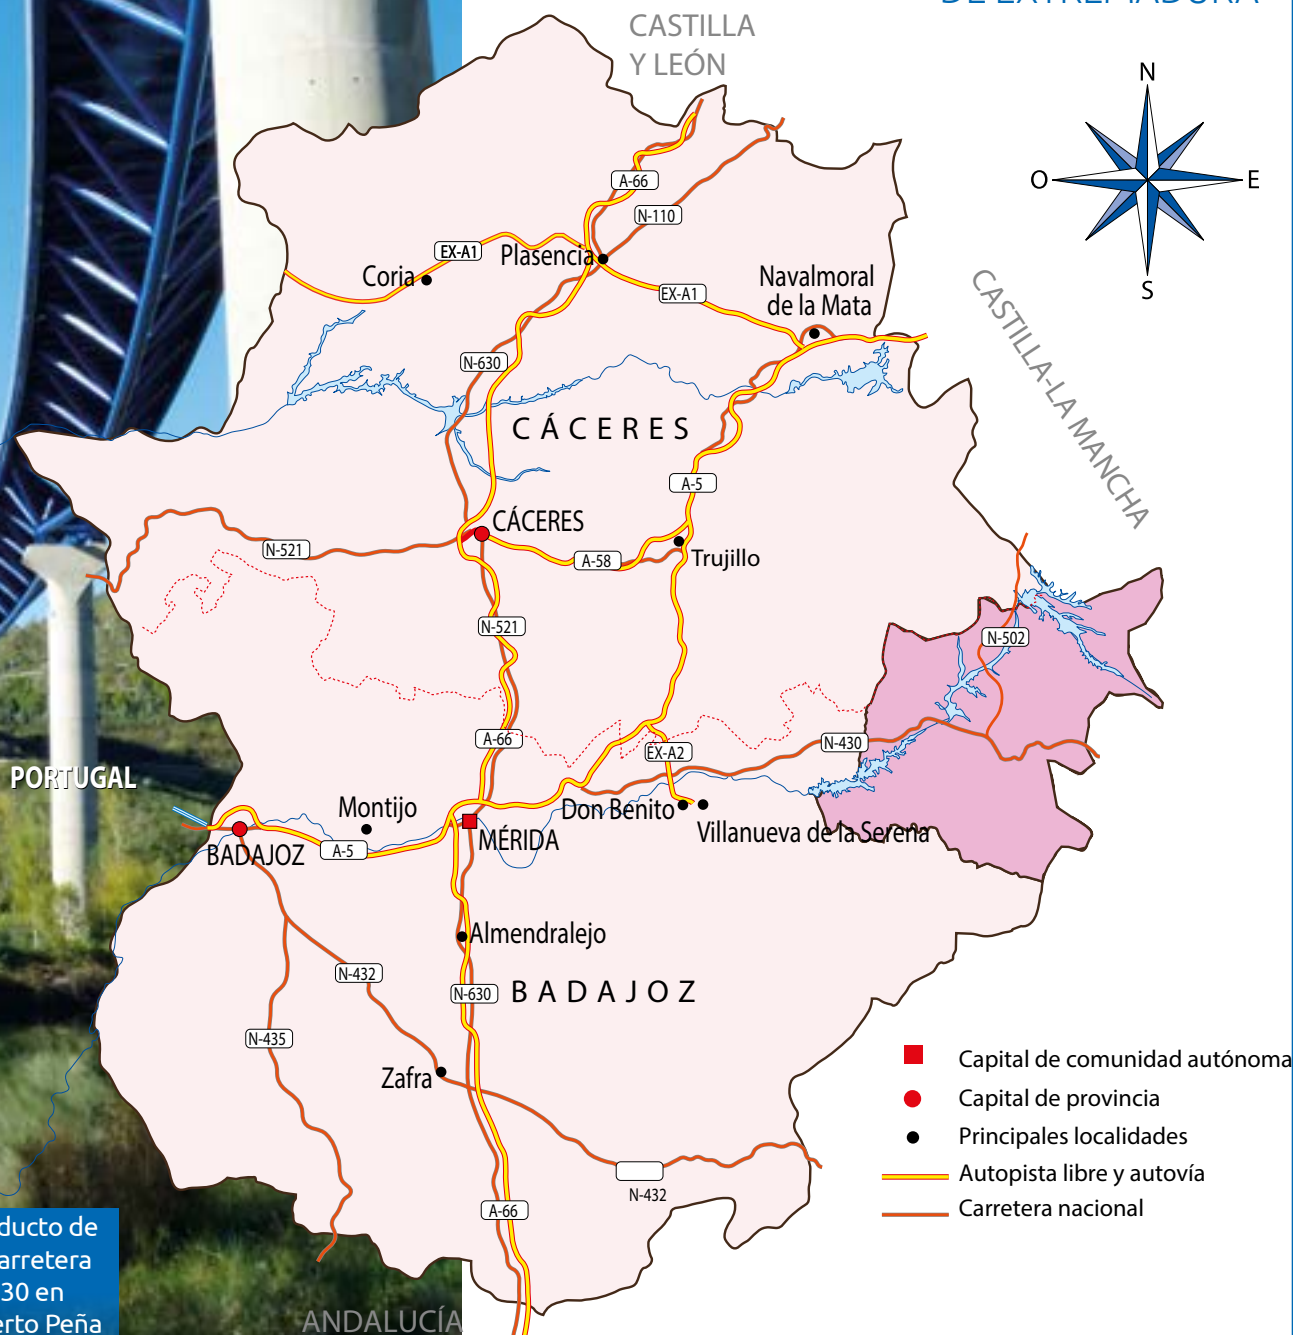 DE EXTREMADURA
CASTILLA
Y LEÓN
N
O
E
S
A-66
N-110
EX-A1
Plasencia
Coria
EX-A1
Navalmoral
de la Mata
CASTILLA-LA MANCHA
N-630
CÁCERES
A-5
CÁCERES
N-521
A-58
Trujillo
N-521
N-502
A-66
EX-A2
N-430
PORTUGAL
Montijo
Don Benito
Villanueva de la Serena
BADAJOZ
A-5
MÉRIDA
Almendralejo
N-432
N-630
BADAJOZ
N-435
Zafra
N-432
A-66
Capital de comunidad autónoma
Capital de provincia
Principales localidades
Autopista libre y autovía
Carretera nacional
ducto de
arretera
30 en
erto Peña
ANDALUCÍA